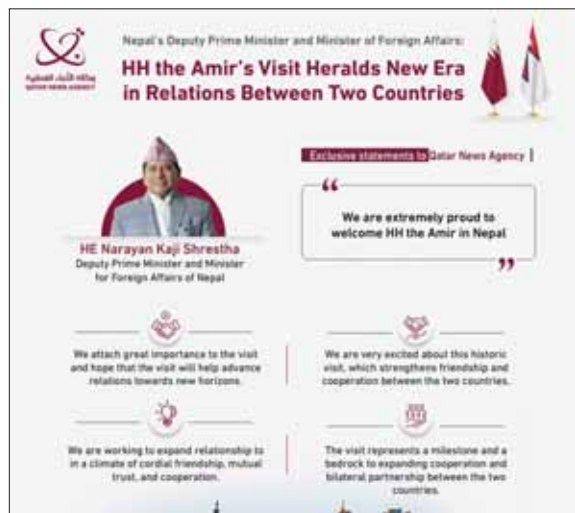 وكالة الأنباء القطرية
QATAR NEWS AGENCY
Nepal's Deputy Prime Minister and Minister of Foreign Affairs:
HH the Amir's Visit Heralds New Era
in Relations Between Two Countries
Exclusive statements to Qatar News Agency
“
We are extremely proud to
welcome HH the Amir in Nepal
”
HE Narayan Kaji Shrestha
Deputy Prime Minister and Minister
for Foreign Affairs of Nepal
We attach great importance to the visit
and hope that the visit will help advance
relations towards new horizons.
We are very excited about this historic
visit, which strengthens friendship and
cooperation between the two countries.
We are working to expand relationship to
in a climate of cordial friendship, mutual
trust, and cooperation.
The visit represents a milestone and a
bedrock to expanding cooperation and
bilateral partnership between the two
countries.